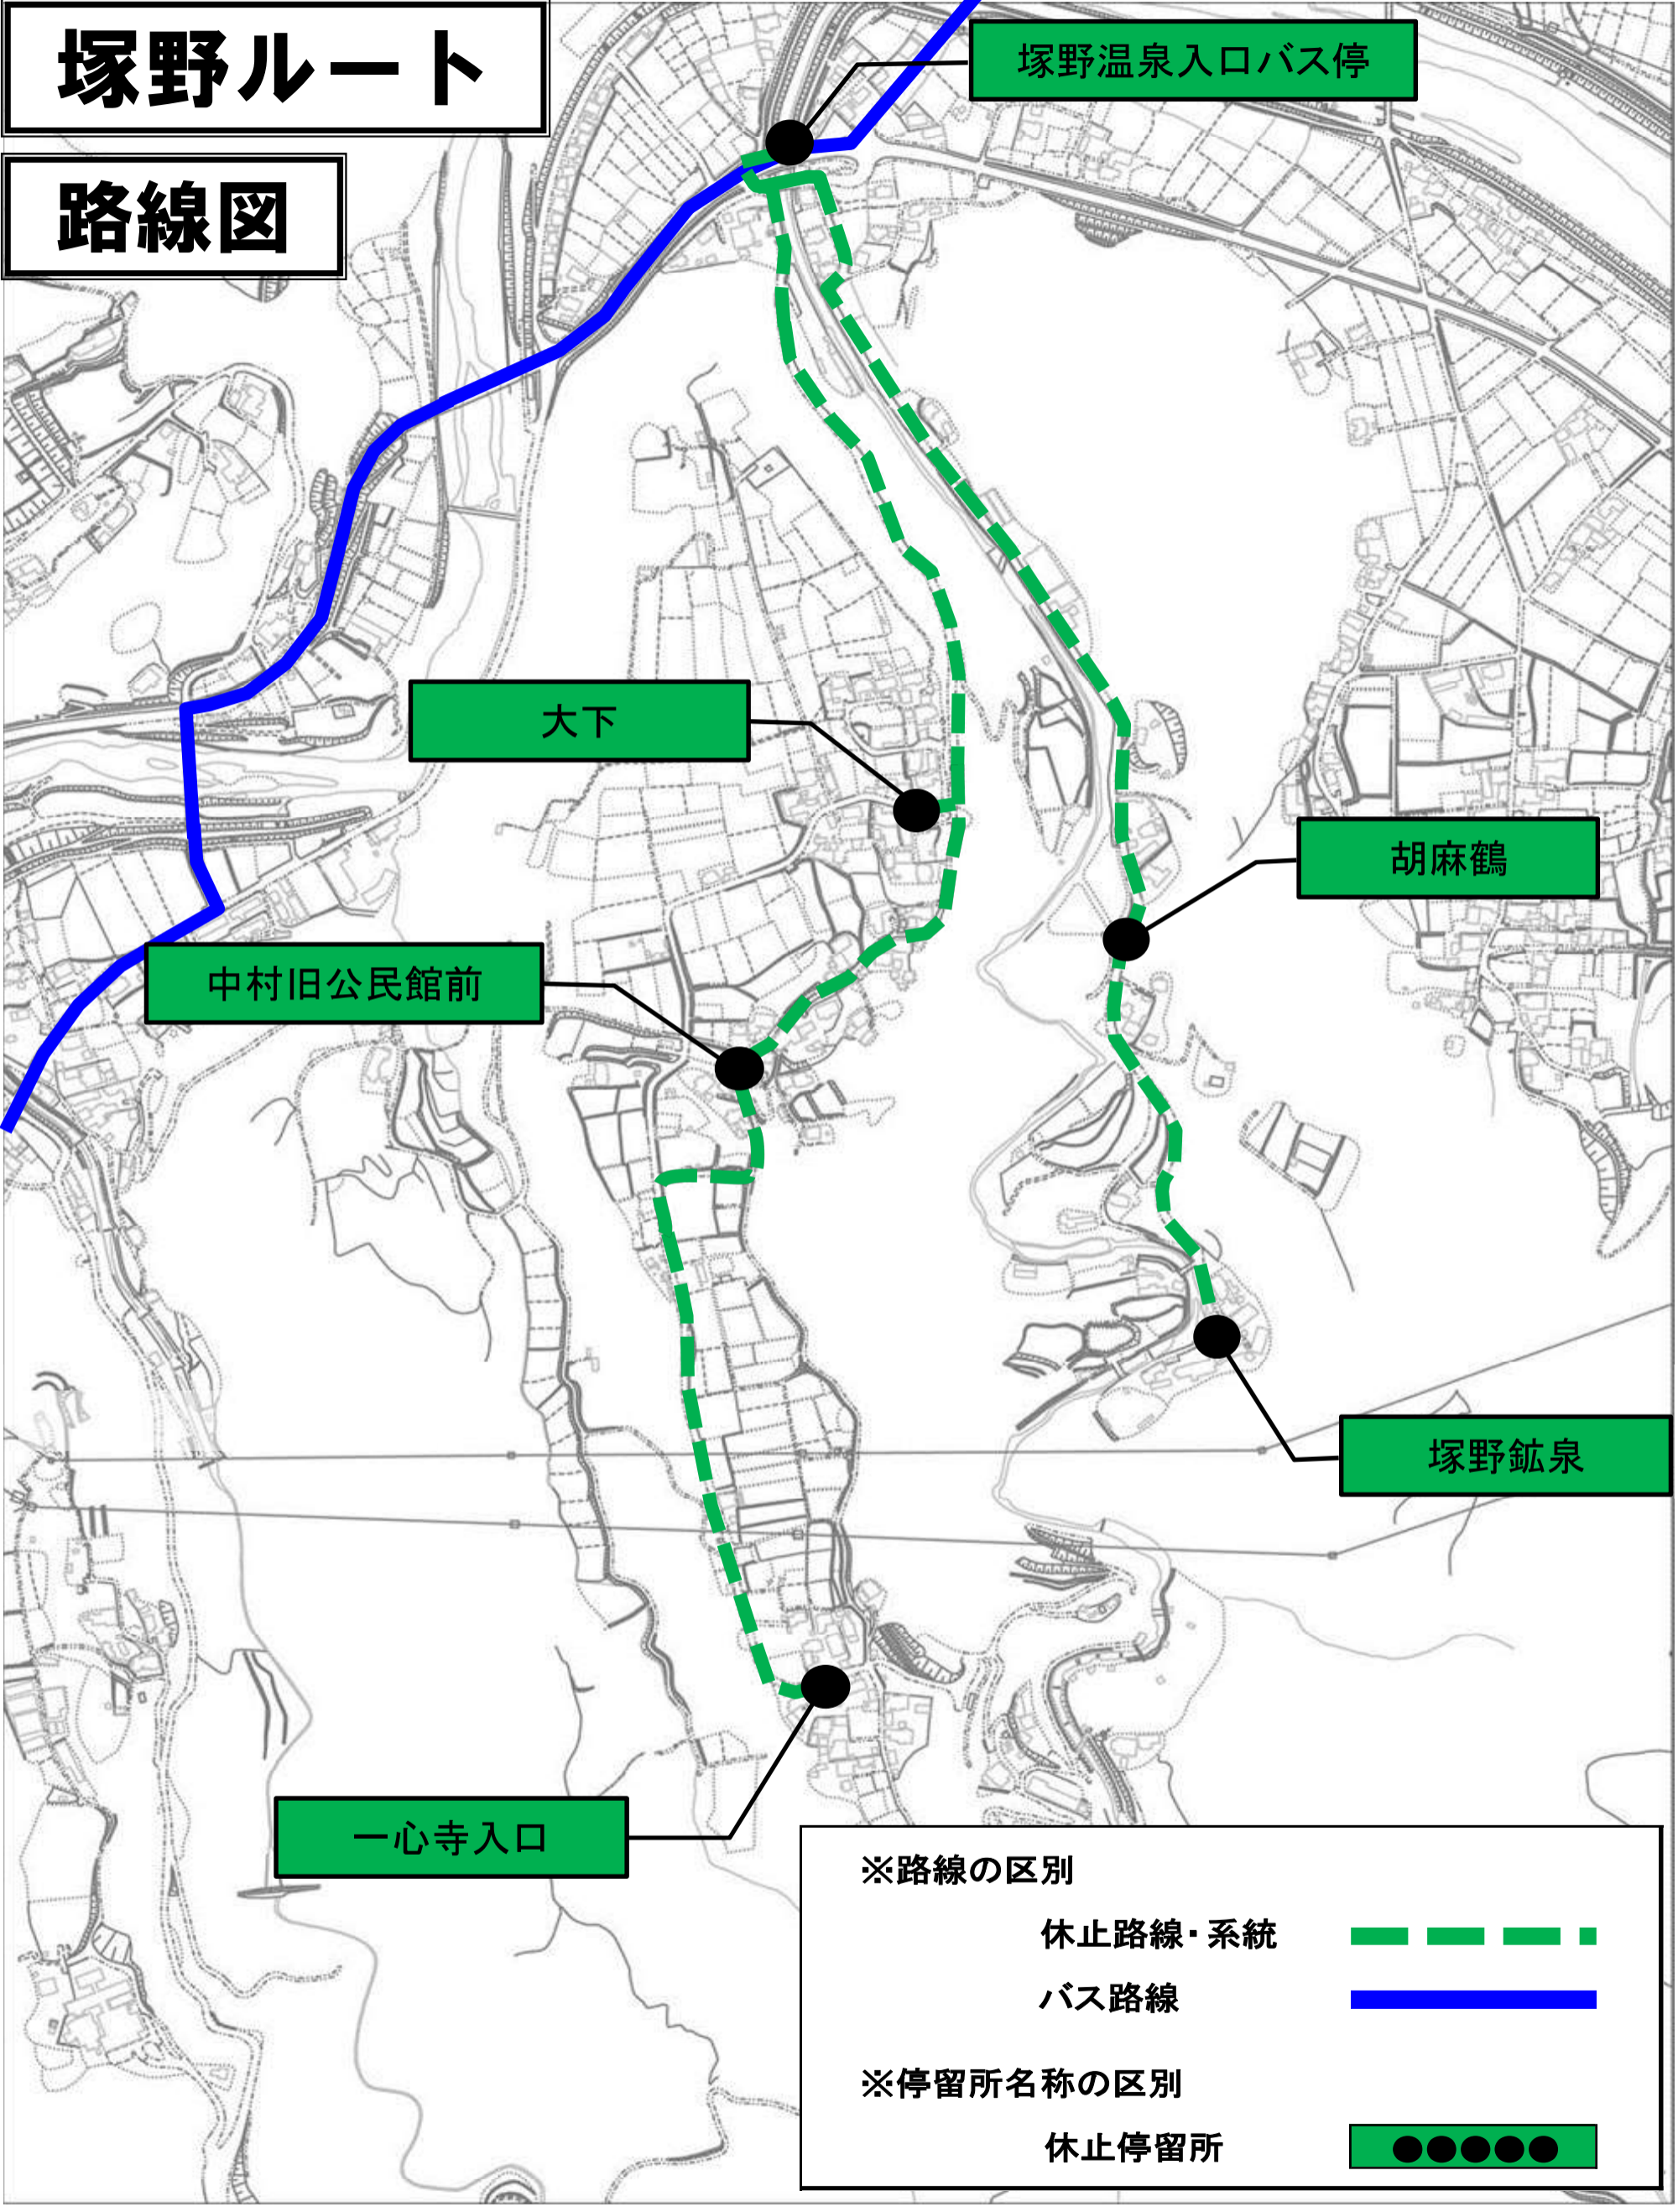 塚野ルート
路線図
塚野温泉入口バス停
大下
胡麻鶴
中村旧公民館前
塚野鉱泉
一心寺入口
※路線の区別
休止路線・系統
バス路線
※停留所名称の区別
休止停留所
●●●●●